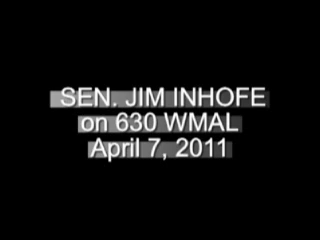 SEN. JIM INHOFE
on 630 WMAL
April 7, 2011